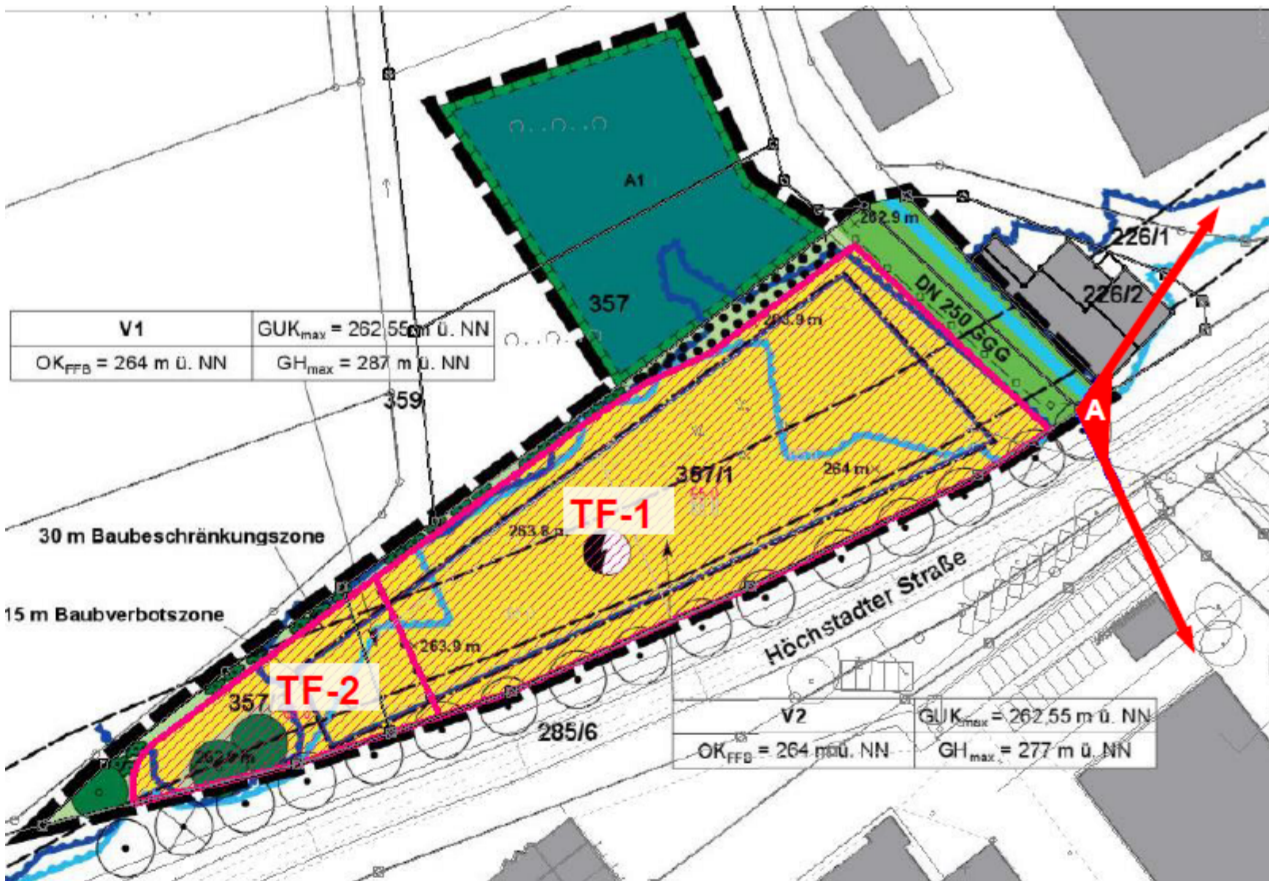 A1
262.9 m
226/1
226/2
DN 250 GGG
357
V1
GUKmax = 262,55 m ü. NN
OKFFB = 264 m ü. NN
GHmax = 287 m ü. NN
263.9 m
359
A
357/1
264 m
TF-1
263.8 m
30 m Baubeschränkungszone
15 m Baubverbotszone
Höchstadter Straße
263.9 m
TF-2
357
285/6
V2
GUKmax = 262,55 m ü. NN
OKFFB = 264 m ü. NN
GHmax = 277 m ü. NN
262.9 m